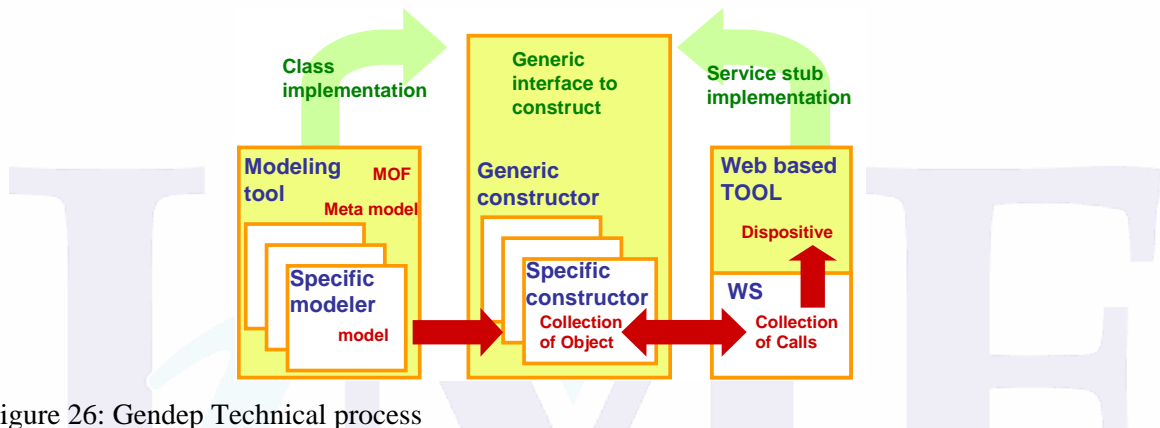 Class
implementation
Generic
interface to
construct
Service stub
implementation
Modeling
tool
MOF
Meta model
Specific
modeler
model
Generic
constructor
Specific
constructor
Collection
of Object
Web based
TOOL
Dispositive
WS
Collection
of Calls
igure 26: Gendep Technical process